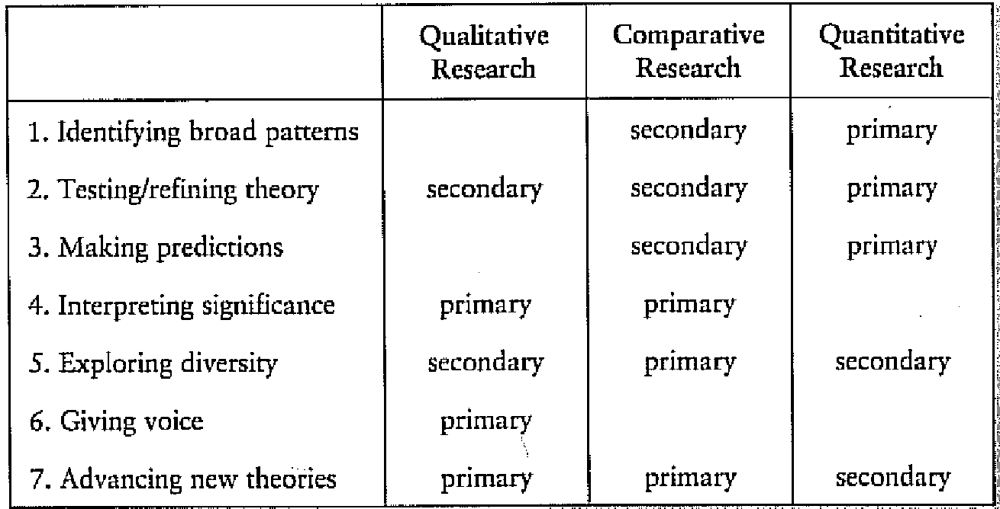 Qualitative Comparative Quantitative
Research Research Research
1. Identifying broad patterns secondary primary
2. Testing/refining theory secondary secondary primary
3. Making predictions secondary primary
4. Interpreting significance primary primary
5. Exploring diversity secondary primary secondary
6. Giving voice primary
7. Advancing new theories primary primary secondary